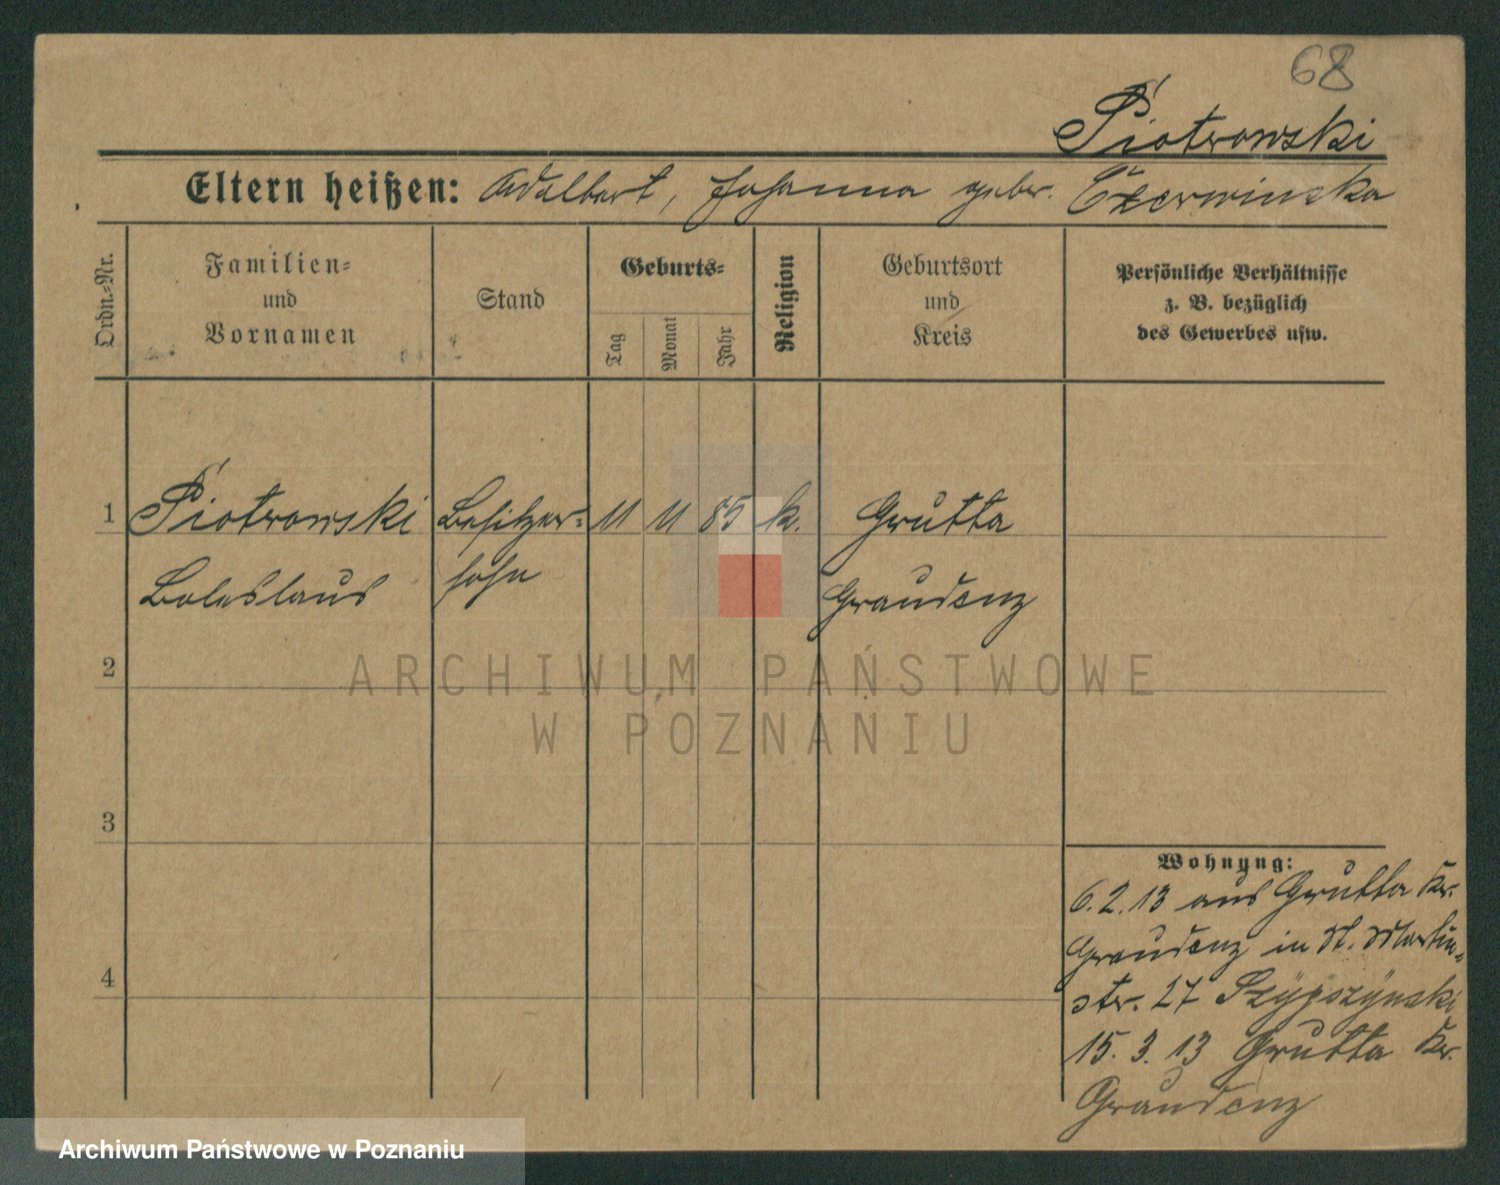 68
Piotrowski
Eltern heißen: Adalbert, Johanna gebr. Czerwinska
Ordn.-Nr.
Familien-
und
Vornamen
Stand
Geburts-
Tag
Monat
Jahr
Religion
Geburtsort
und
Kreis
Persönliche Verhältnisse
z. B. bezüglich
des Gewerbes usw.
1 Piotrowski Besitzer- 11 11 85 k. Grutta
Boleslaus sohn Graudenz
2
ARCHIWUM PAŃSTWOWE
W POZNANIU
3
Wohnyng:
6.2.13 aus Grutta Kr.
Graudenz in St. Martin-
4
str. 27 Szypszynski
15.3.13 Grutta Kr.
Graudenz
Archiwum Państwowe w Poznaniu